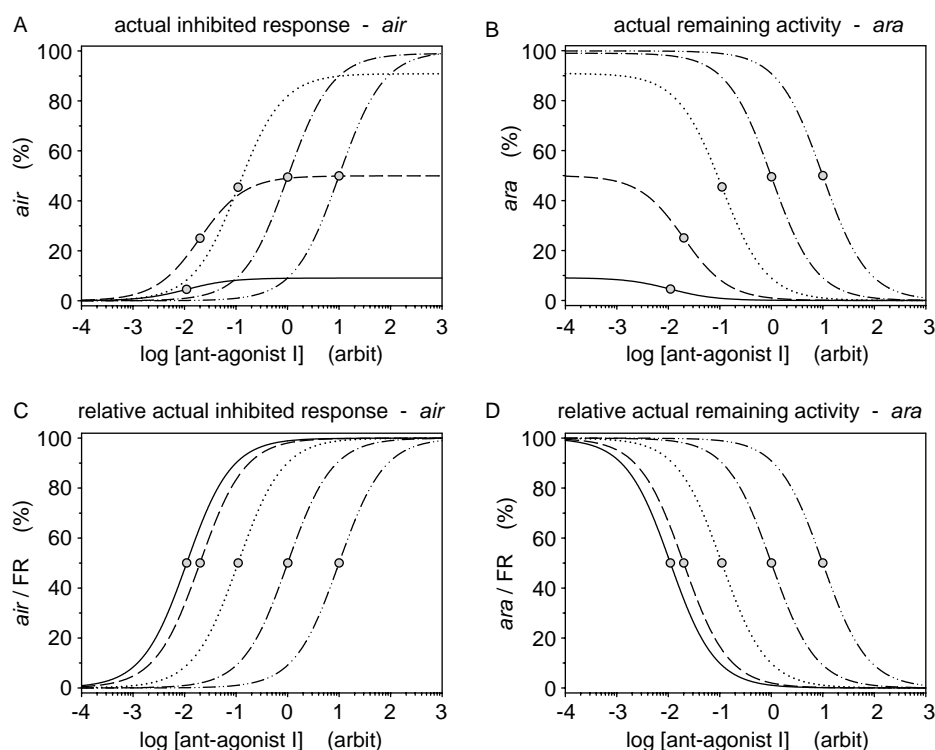 A actual inhibited response - air
air (%)
100
80
60
40
20
0
-4 -3 -2 -1 0 1 2 3
log [ant-agonist I] (arbit)
B actual remaining activity - ara
ara (%)
100
80
60
40
20
0
-4 -3 -2 -1 0 1 2 3
log [ant-agonist I] (arbit)
C relative actual inhibited response - air
air / FR (%)
100
80
60
40
20
0
-4 -3 -2 -1 0 1 2 3
log [ant-agonist I] (arbit)
D relative actual remaining activity - ara
ara / FR (%)
100
80
60
40
20
0
-4 -3 -2 -1 0 1 2 3
log [ant-agonist I] (arbit)